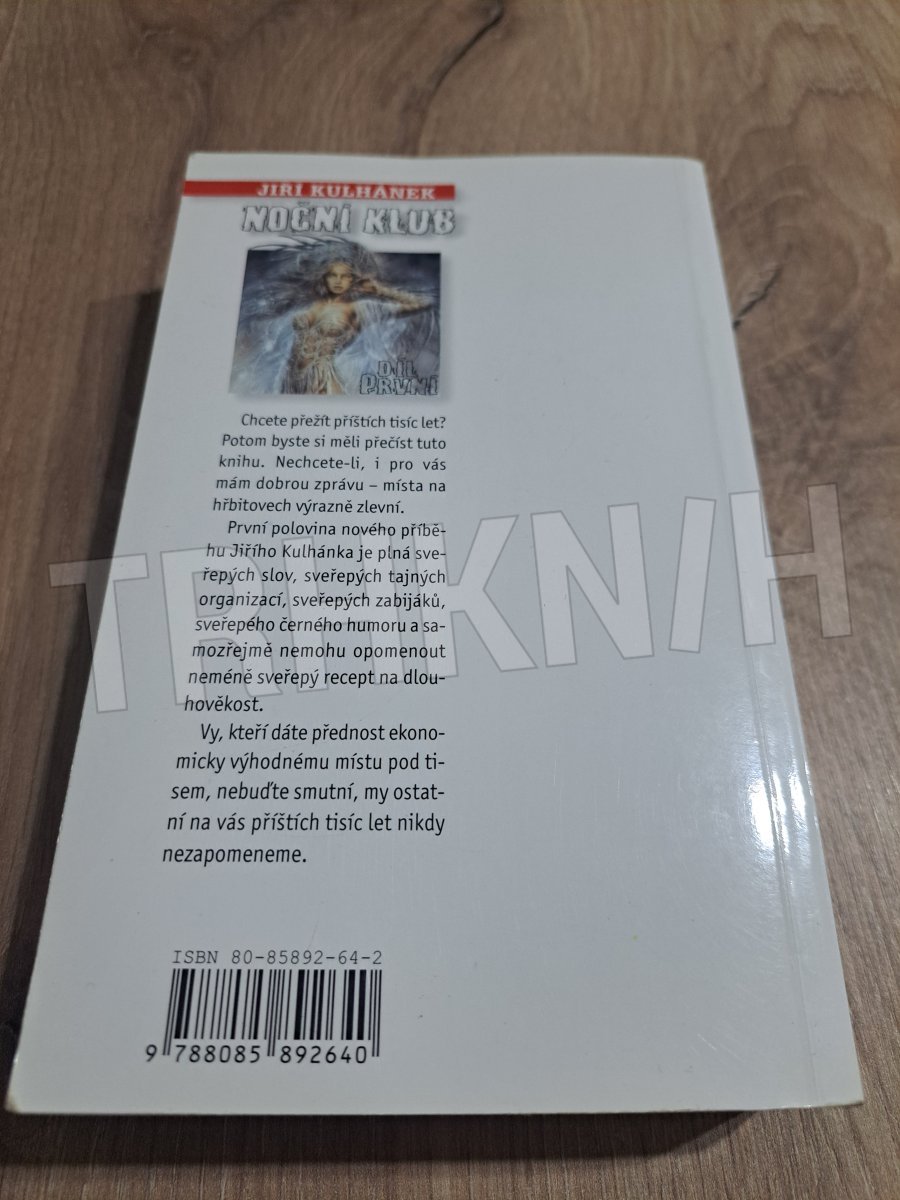 JIŘÍ KULHÁNEK
NOČNÍ KLUB
DÍL
PRVNÍ
Chcete přežít příštích tisíc let?
Potom byste si měli přečíst tuto
knihu. Nechcete-li, i pro vás
mám dobrou zprávu – místa na
hřbitovech výrazně zlevní.
První polovina nového příbě-
hu Jiřího Kulhánka je plná sve-
řepých slov, sveřepých tajných
organizací, sveřepých zabijáků,
sveřepého černého humoru a sa-
mozřejmě nemohu opomenout
neméně sveřepý recept na dlou-
hověkost.
Vy, kteří dáte přednost ekono-
micky výhodnému místu pod ti-
sem, nebuďte smutní, my ostat-
ní na vás příštích tisíc let nikdy
nezapomeneme.
TRHKNIH
ISBN 80-85892-64-2
9 788085 892640